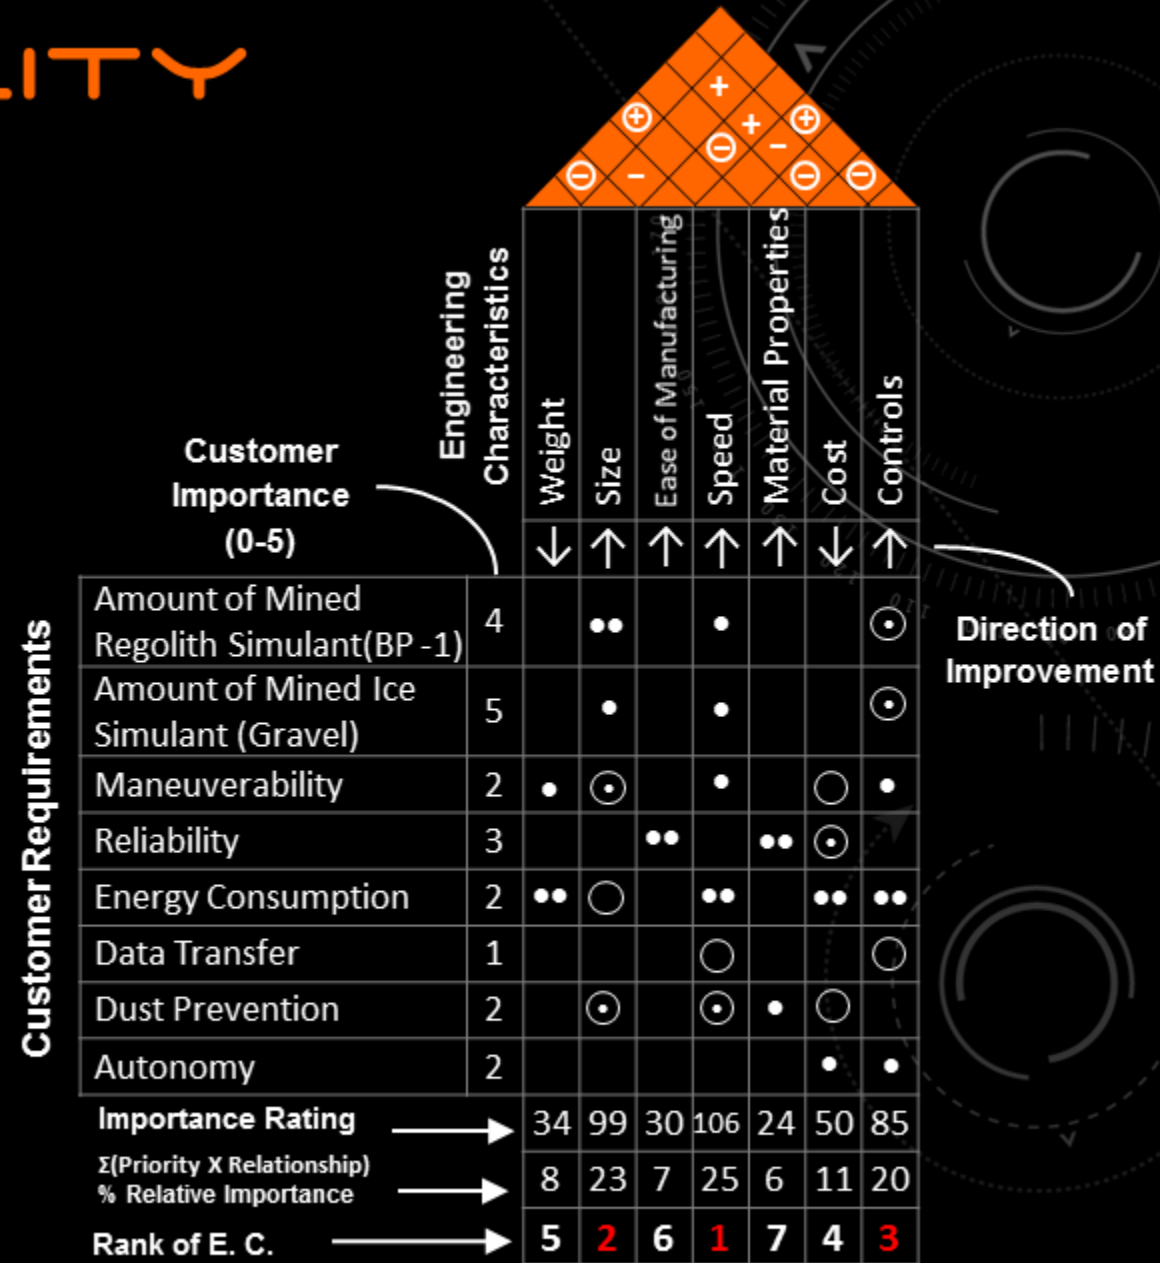 LITY
Engineering
Characteristics
Weight
Size
Ease of Manufacturing
Speed
Material Properties
Cost
Controls
Customer
Importance
(0-5)
Direction of
Improvement
Customer Requirements
Amount of Mined
Regolith Simulant(BP -1) 4
Amount of Mined Ice
Simulant (Gravel) 5
Maneuverability 2
Reliability 3
Energy Consumption 2
Data Transfer 1
Dust Prevention 2
Autonomy 2
Importance Rating 34 99 30 106 24 50 85
Σ(Priority X Relationship)
% Relative Importance 8 23 7 25 6 11 20
Rank of E. C. 5 2 6 1 7 4 3